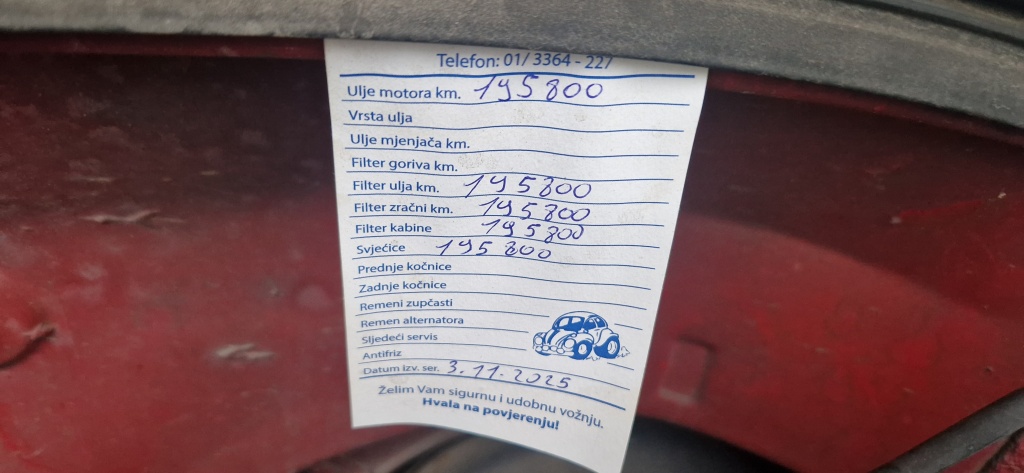 Telefon: 01/ 3364 - 227
Ulje motora km. 195800
Vrsta ulja
Ulje mjenjača km.
Filter goriva km.
Filter ulja km. 195800
Filter zračni km. 195800
Filter kabine 195800
Svjećice 195800
Prednje kočnice
Zadnje kočnice
Remeni zupčasti
Remen alternatora
Sljedeći servis
Antifriz
Datum izv. ser. 3.11.2025
Želim Vam sigurnu i udobnu vožnju.
Hvala na povjerenju!